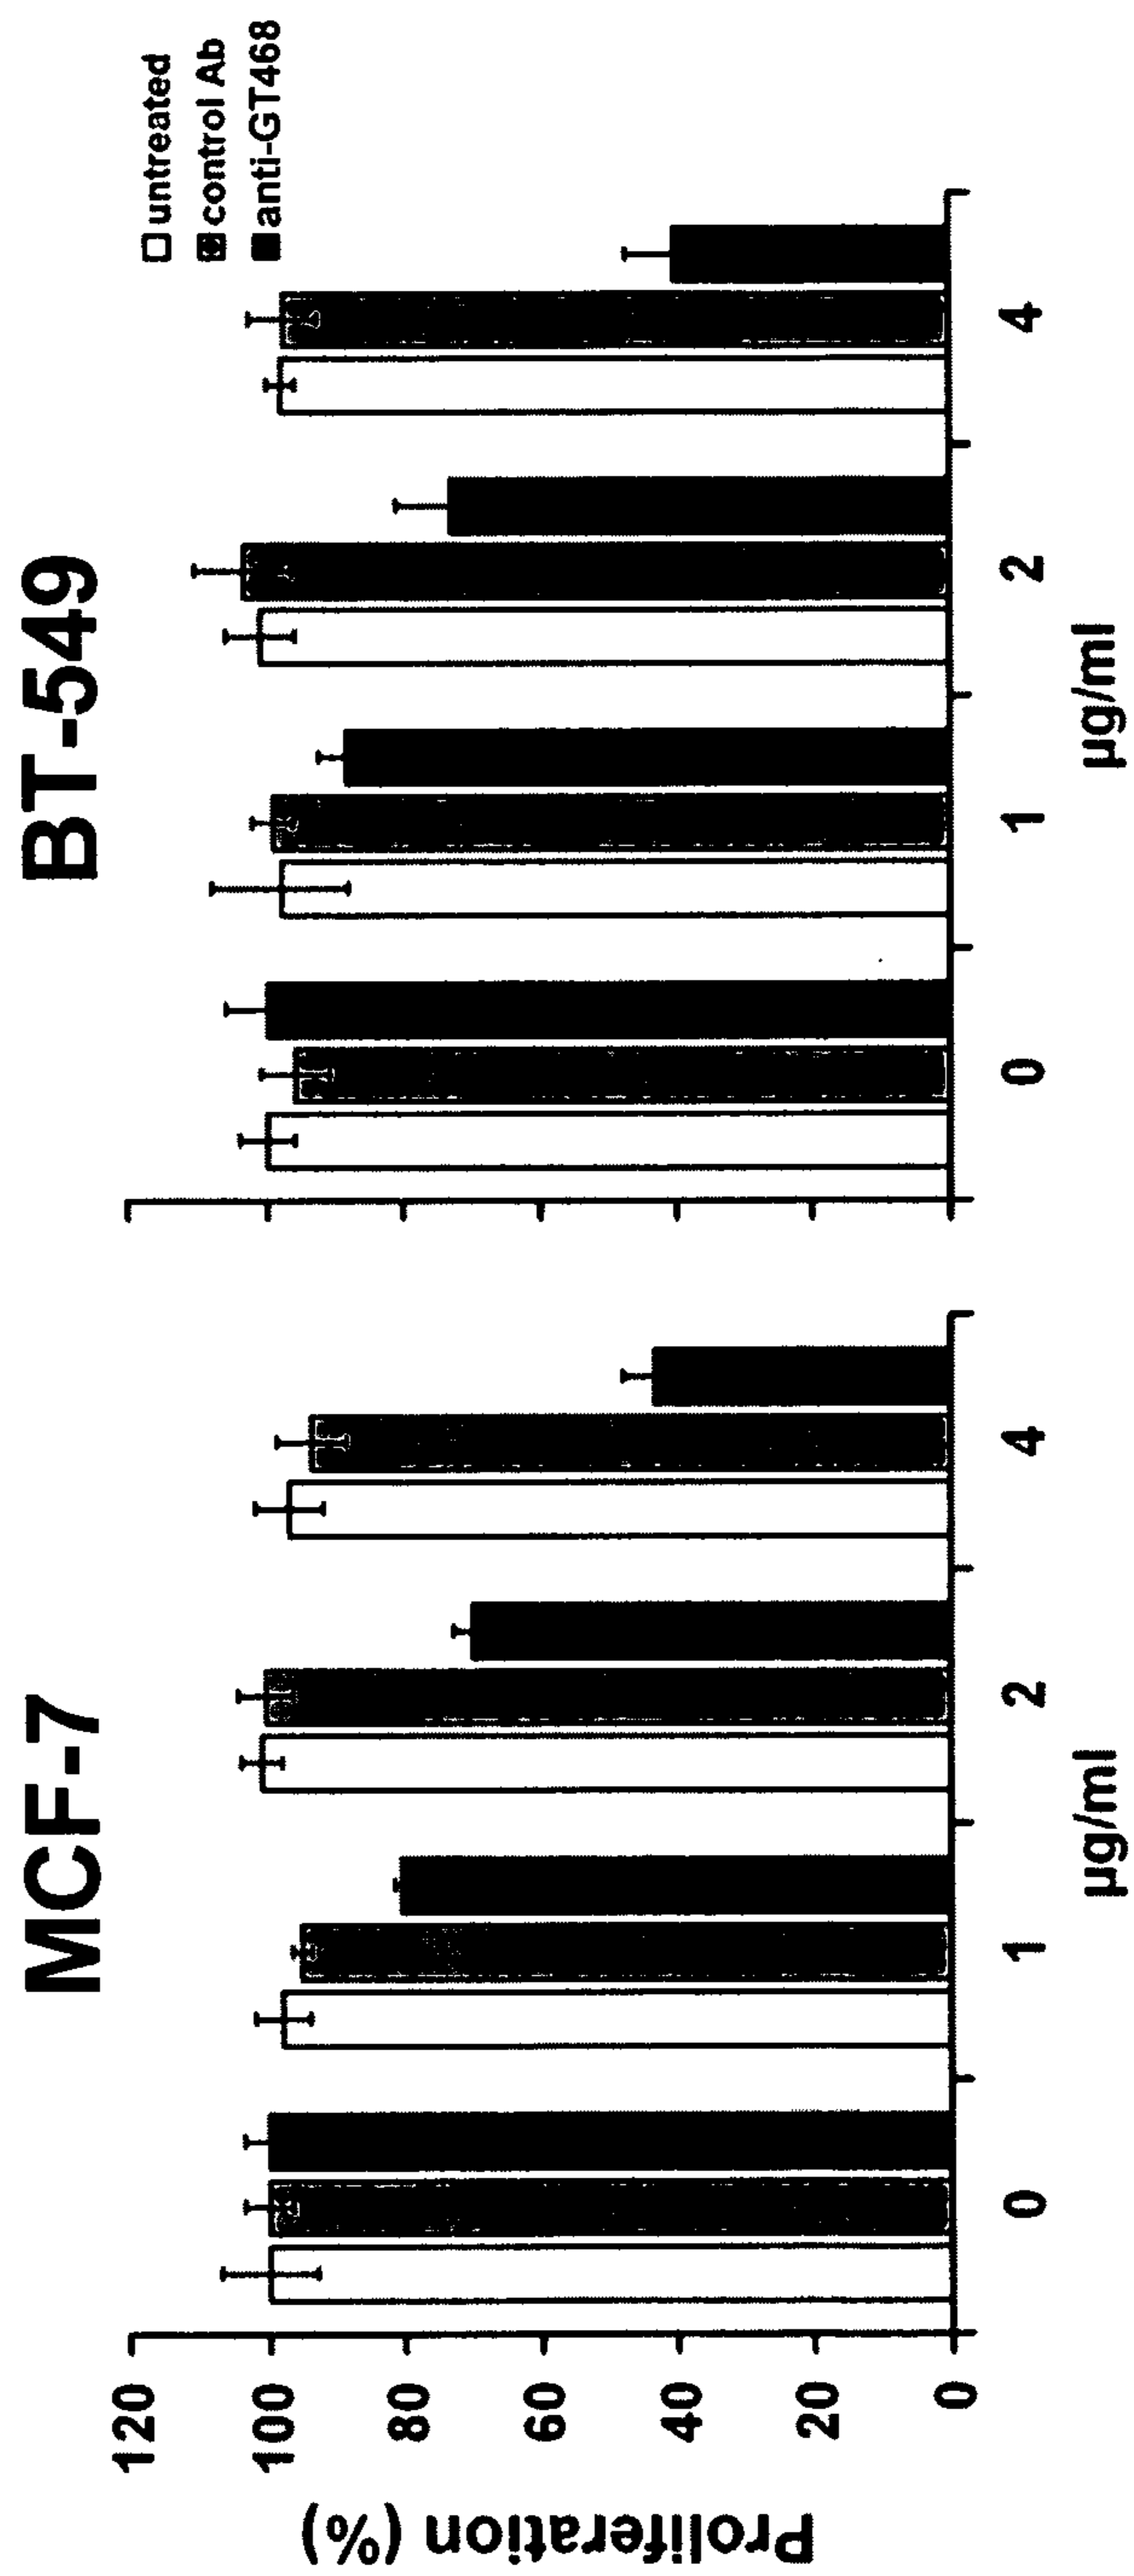 MCF-7
BT-549
untreated
control Ab
anti-GT468
Proliferation (%)
120
100
80
60
40
20
0
0 1 2 4
µg/ml
0 1 2 4
µg/ml